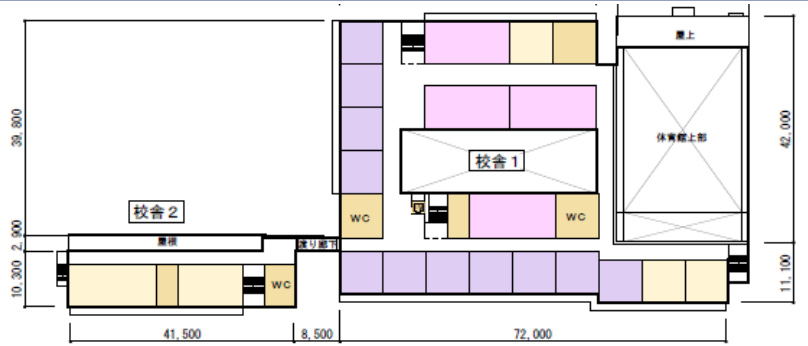 屋上
39,800
42,000
体育館上部
校舎1
校舎2
WC
WC
2,900
屋根
渡り廊下
10,300
WC
11,100
41,500
8,500
72,000